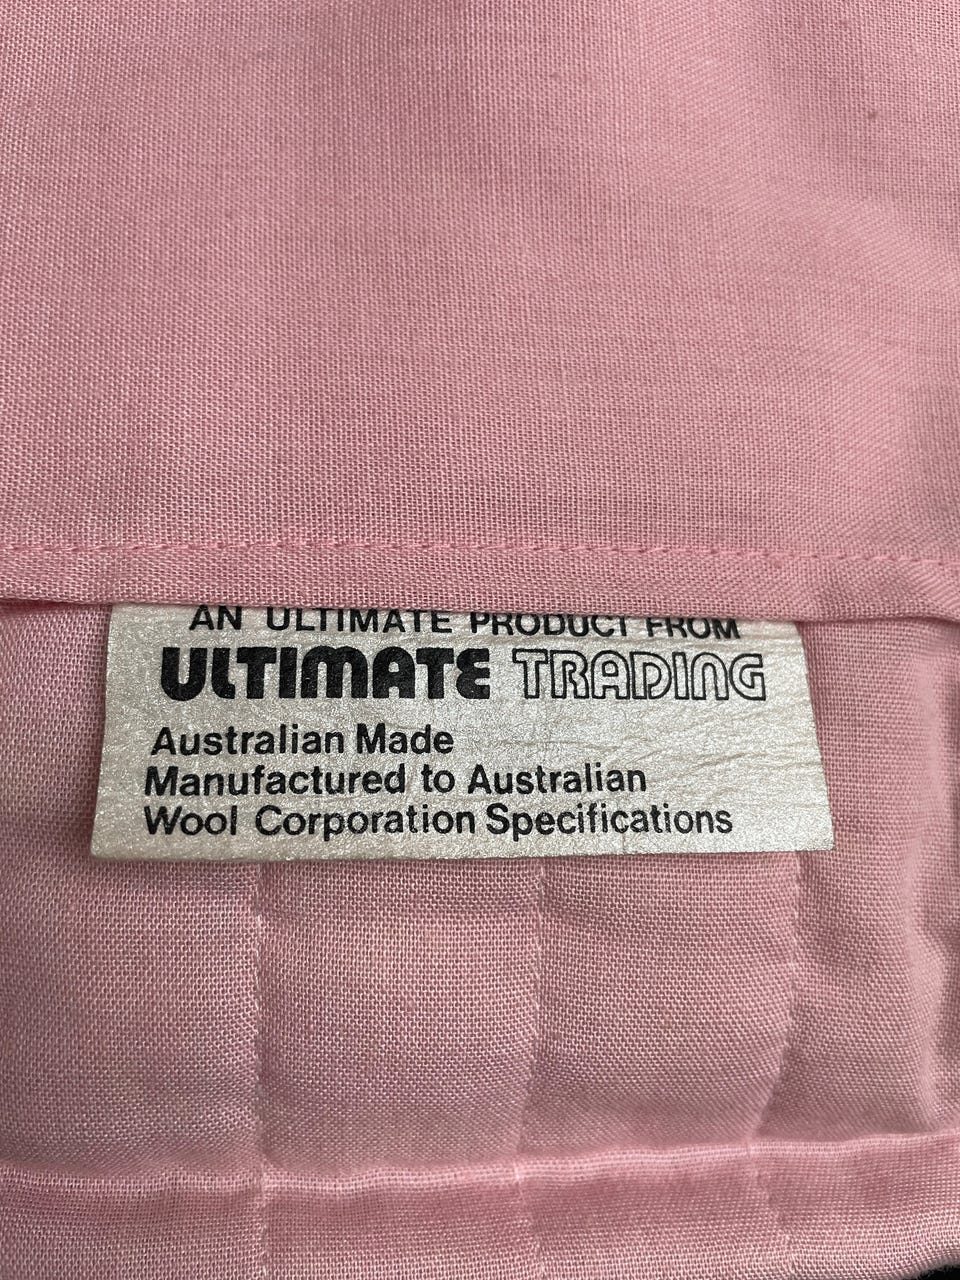 AN ULTIMATE PRODUCT FROM
ULTIMATE TRADING
Australian Made
Manufactured to Australian
Wool Corporation Specifications